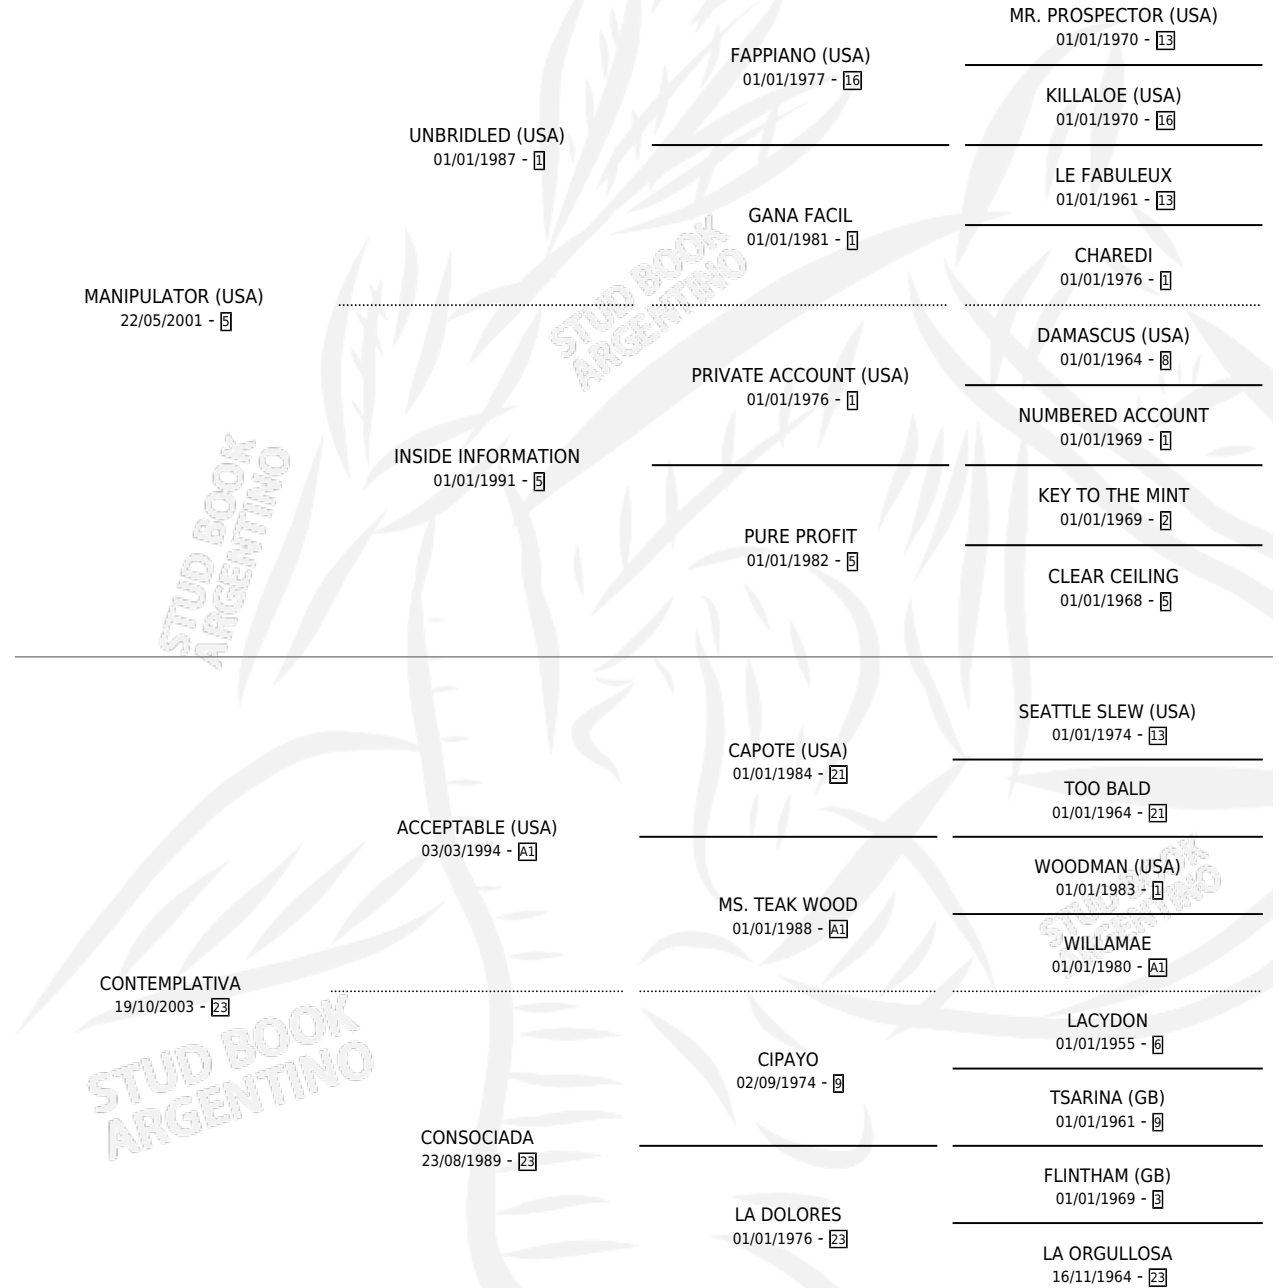 MR. PROSPECTOR (USA)
01/01/1970 - 13
FAPPIANO (USA)
01/01/1977 - 16
KILLALOE (USA)
01/01/1970 - 16
UNBRIDLED (USA)
01/01/1987 - 1
LE FABULEUX
01/01/1961 - 13
GANA FACIL
01/01/1981 - 1
CHAREDI
01/01/1976 - 1
MANIPULATOR (USA)
22/05/2001 - 5
DAMASCUS (USA)
01/01/1964 - 8
PRIVATE ACCOUNT (USA)
01/01/1976 - 1
NUMBERED ACCOUNT
01/01/1969 - 1
INSIDE INFORMATION
01/01/1991 - 5
KEY TO THE MINT
01/01/1969 - 2
PURE PROFIT
01/01/1982 - 5
CLEAR CEILING
01/01/1968 - 5
SEATTLE SLEW (USA)
01/01/1974 - 13
CAPOTE (USA)
01/01/1984 - 21
TOO BALD
01/01/1964 - 21
ACCEPTABLE (USA)
03/03/1994 - A1
WOODMAN (USA)
01/01/1983 - 1
MS. TEAK WOOD
01/01/1988 - A1
WILLAMAE
01/01/1980 - A1
CONTEMPLATIVA
19/10/2003 - 23
LACYDON
01/01/1955 - 6
CIPAYO
02/09/1974 - 9
TSARINA (GB)
01/01/1961 - 9
CONSOCIADA
23/08/1989 - 23
FLINTHAM (GB)
01/01/1969 - 3
LA DOLORES
01/01/1976 - 23
LA ORGULLOSA
16/11/1964 - 23
STUD BOOK
ARGENTINO
STUD BOOK
ARGENTINO
STUD BOOK
ARGENTINO
STUD BOOK
ARGENTINO